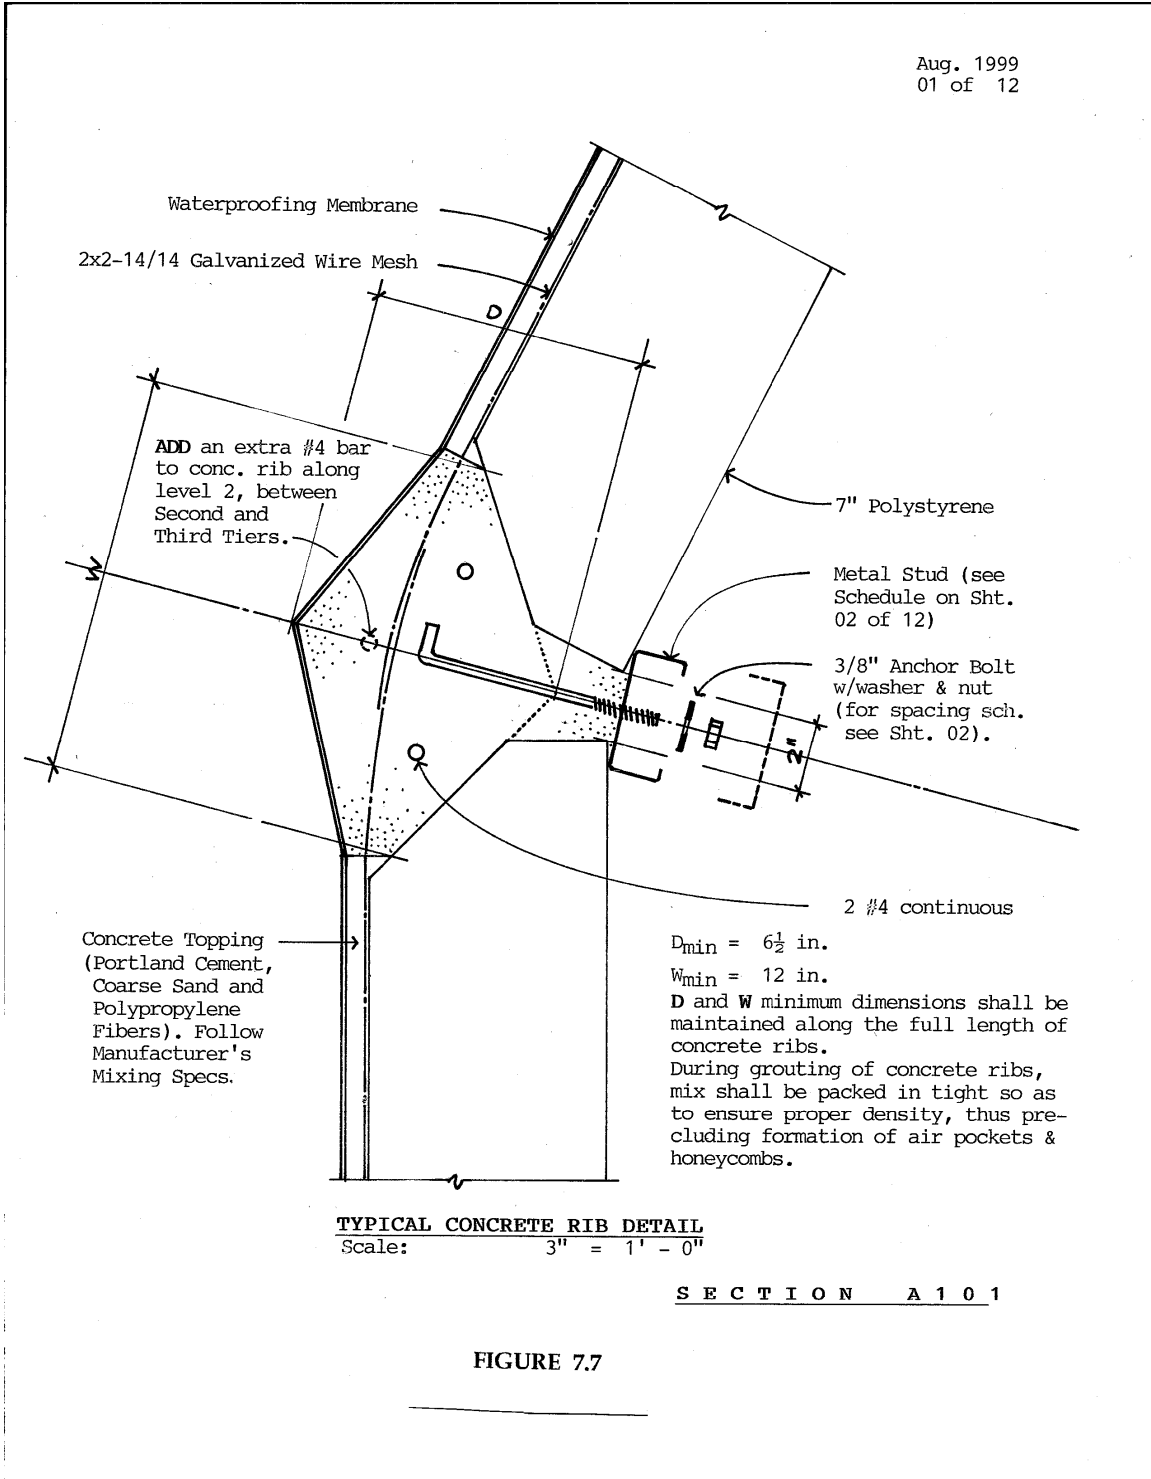 Aug. 1999
01 of 12
Waterproofing Membrane
2x2-14/14 Galvanized Wire Mesh
D
ADD an extra #4 bar
to conc. rib along
level 2, between
Second and
Third Tiers.
W
7" Polystyrene
Metal Stud (see
Schedule on Sht.
02 of 12)
3/8" Anchor Bolt
w/washer & nut
(for spacing sch.
see Sht. 02).
2"
2 #4 continuous
Concrete Topping
(Portland Cement,
Coarse Sand and
Polypropylene
Fibers). Follow
Manufacturer's
Mixing Specs.
Dmin = 6½ in.
Wmin = 12 in.
D and W minimum dimensions shall be
maintained along the full length of
concrete ribs.
During grouting of concrete ribs,
mix shall be packed in tight so as
to ensure proper density, thus pre-
cluding formation of air pockets &
honeycombs.
TYPICAL CONCRETE RIB DETAIL
Scale: 3" = 1' - 0"
SECTION A101
FIGURE 7.7